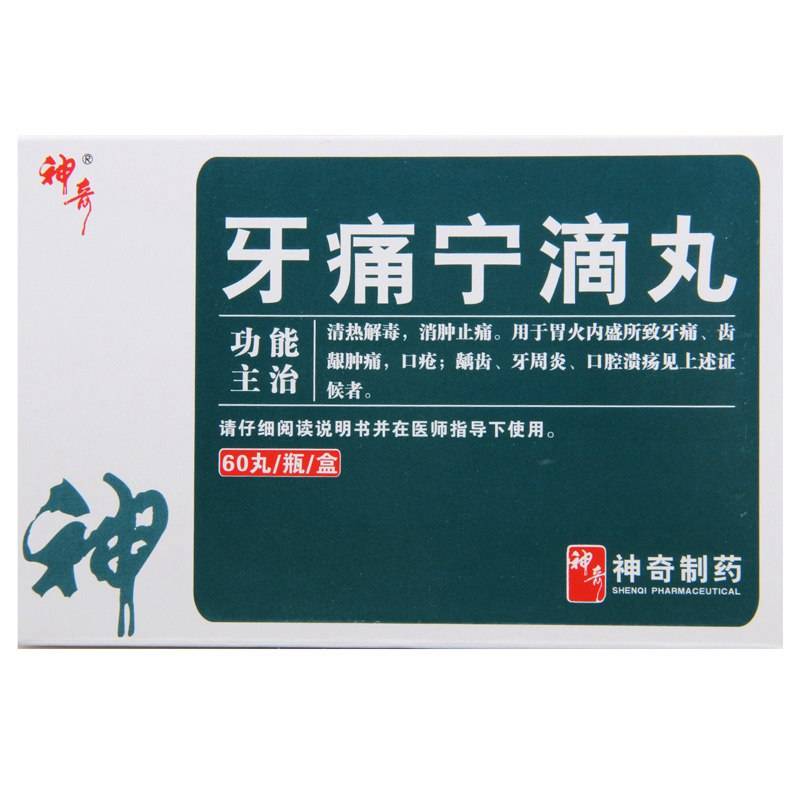 神奇®
牙痛宁滴丸
功能
主治
清热解毒，消肿止痛。用于胃火内盛所致牙痛、齿
龈肿痛，口疮；龋齿、牙周炎、口腔溃疡见上述证
候者。
请仔细阅读说明书并在医师指导下使用。
60丸/瓶/盒
神
神奇
神奇制药
SHENQI PHARMACEUTICAL